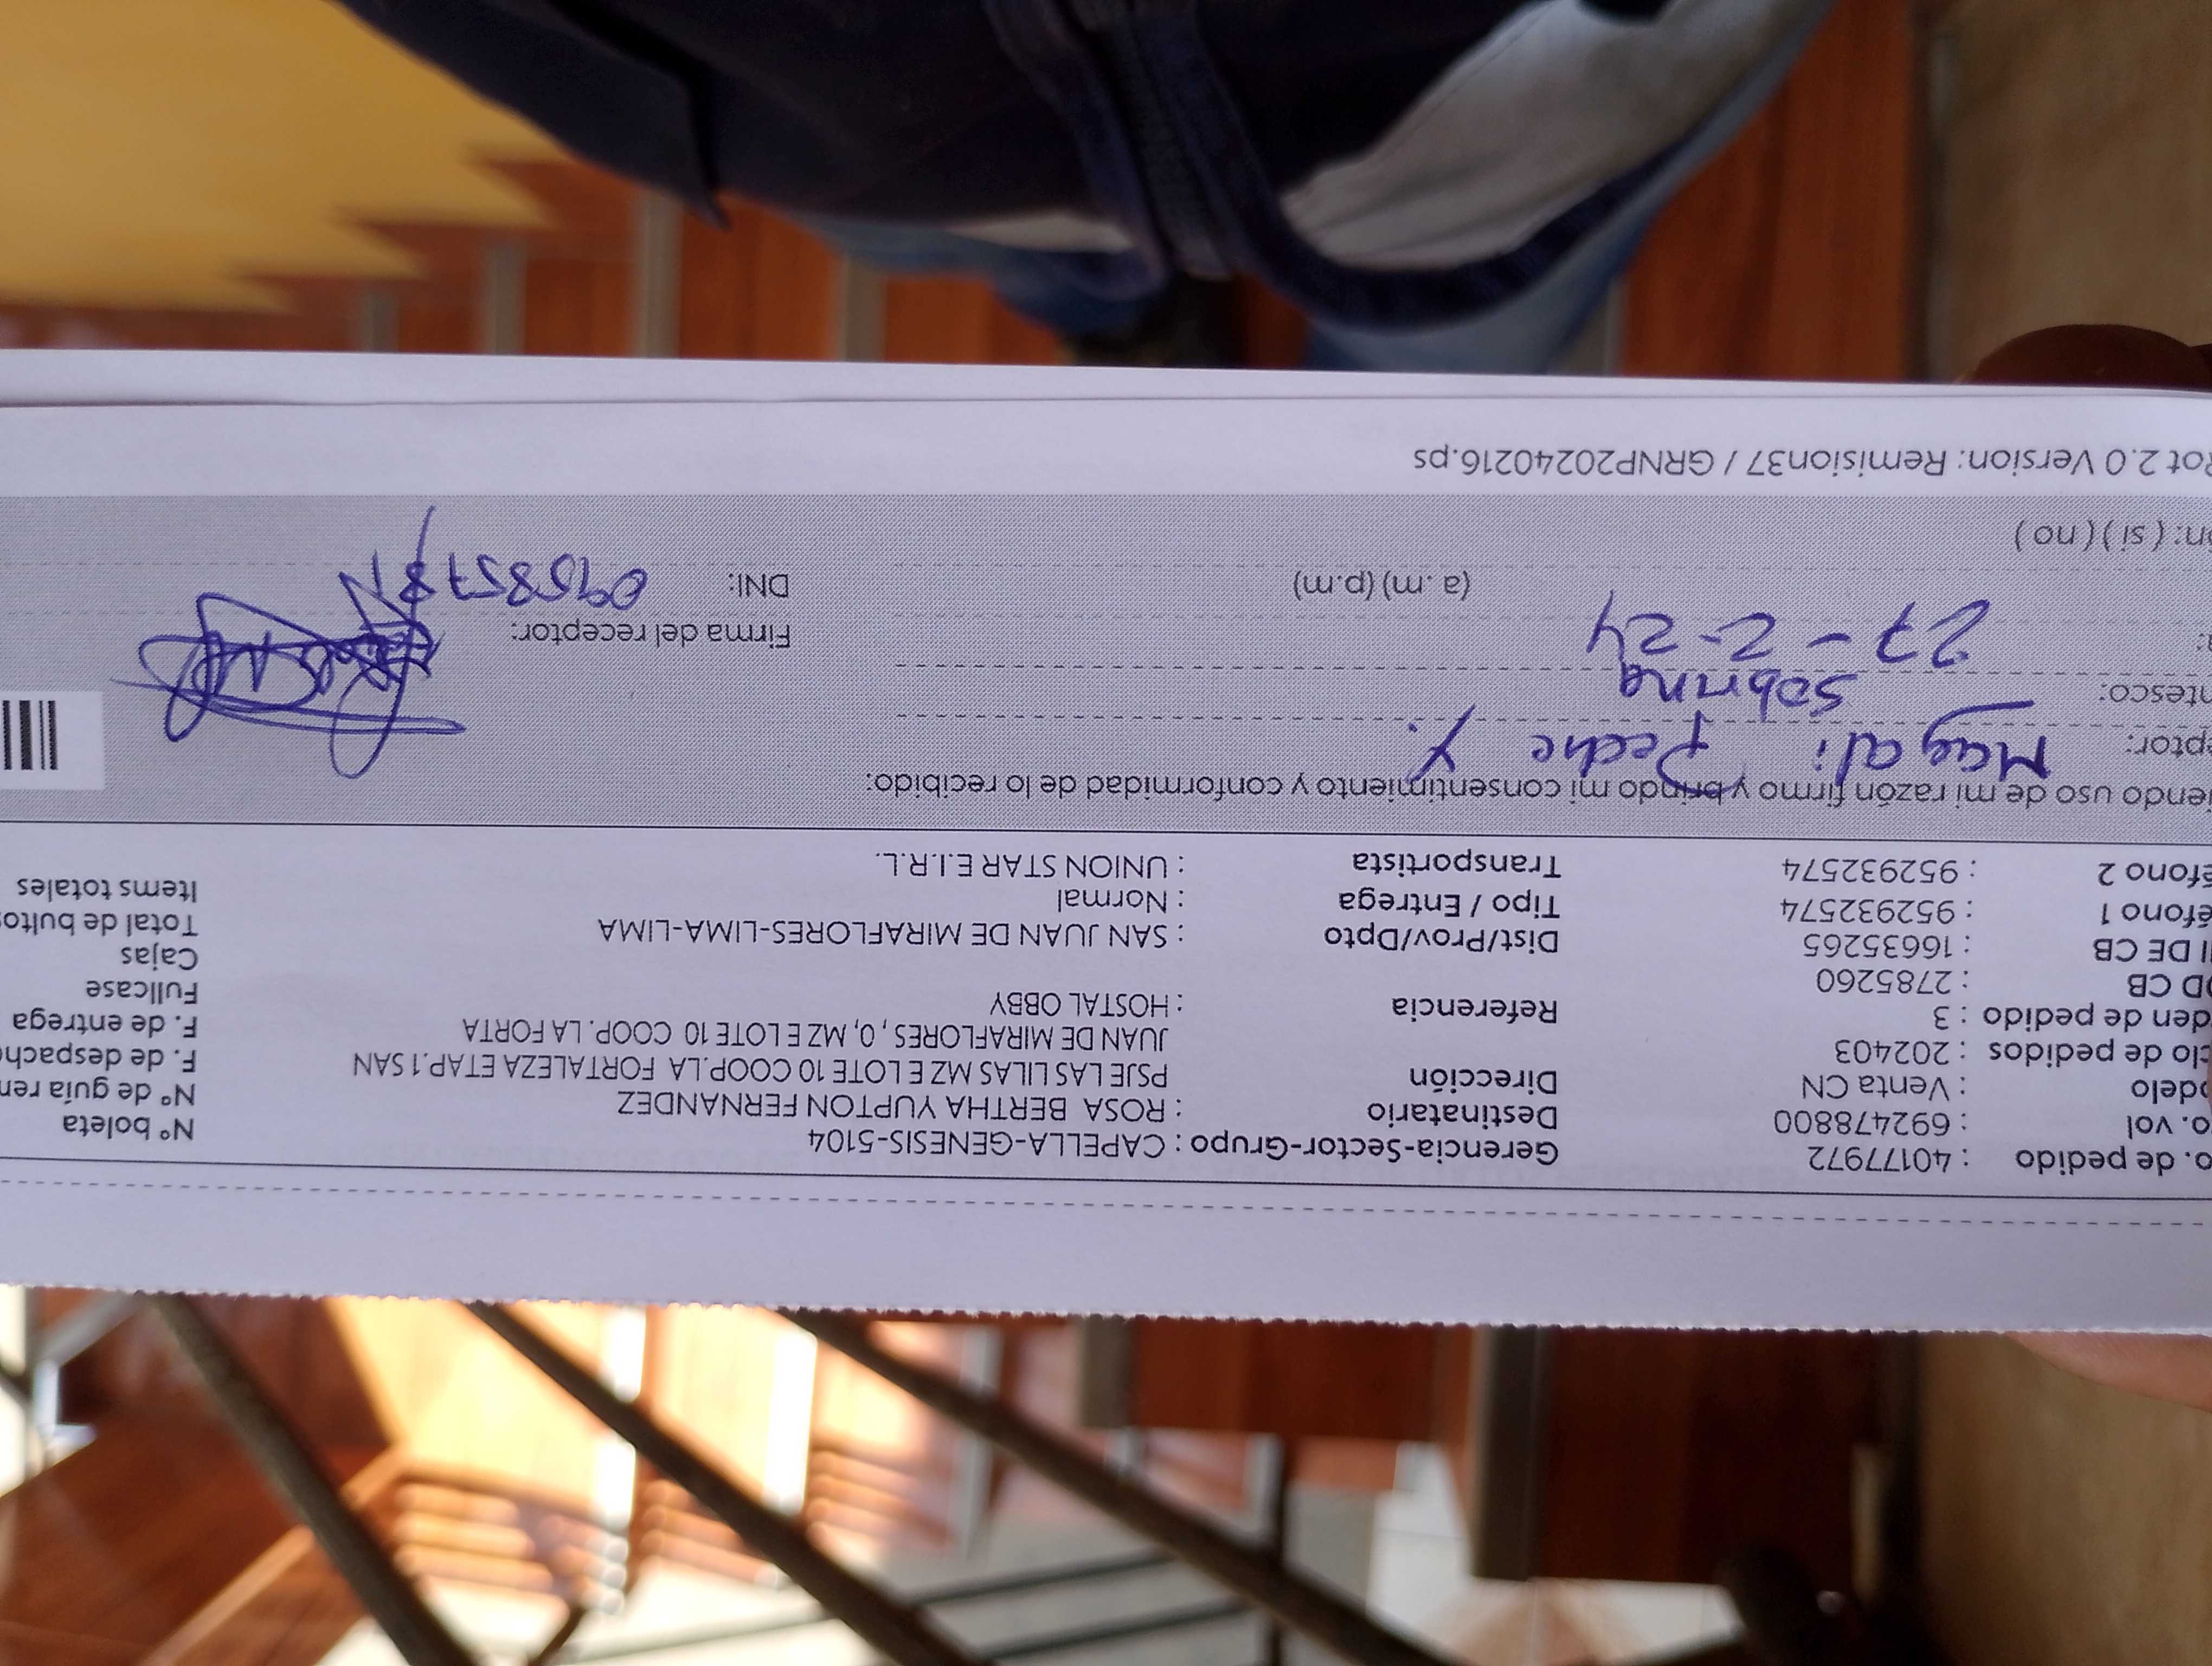 o. de pedido : 40177972 Gerencia-Sector-Grupo : CAPELLA-GENESIS-5104 N° boleta
o. vol : 692478800 Destinatario : ROSA BERTHA YUPTON FERNANDEZ N° de guía ren
odelo : Venta CN Dirección PSJE LAS LILAS MZ E LOTE 10 COOP.LA FORTALEZA ETAP.1 SAN F. de despach
clo de pedidos : 202403 JUAN DE MIRAFLORES , 0, MZ E LOTE 10 COOP. LA FORTA F. de entrega
den de pedido : 3 Referencia : HOSTAL OBBY Fullcase
OD CB : 2785260 Cajas
I DE CB : 16635265 Dist/Prov/Dpto : SAN JUAN DE MIRAFLORES-LIMA-LIMA Total de bultos
éfono 1 : 952932574 Tipo / Entrega : Normal Items totales
éfono 2 : 952932574 Transportista : UNION STAR E.I.R.L.
iendo uso de mi razón firmo y brindo mi consentimiento y conformidad de lo recibido:
eptor: Magali Y.
ntesco: Sobrina
27-2-24 Firma del receptor:
(a. m) (p.m) DNI:
on: ( si ) ( no )
Rot 2.0 Version: Remision37 / GRNP20240216.ps